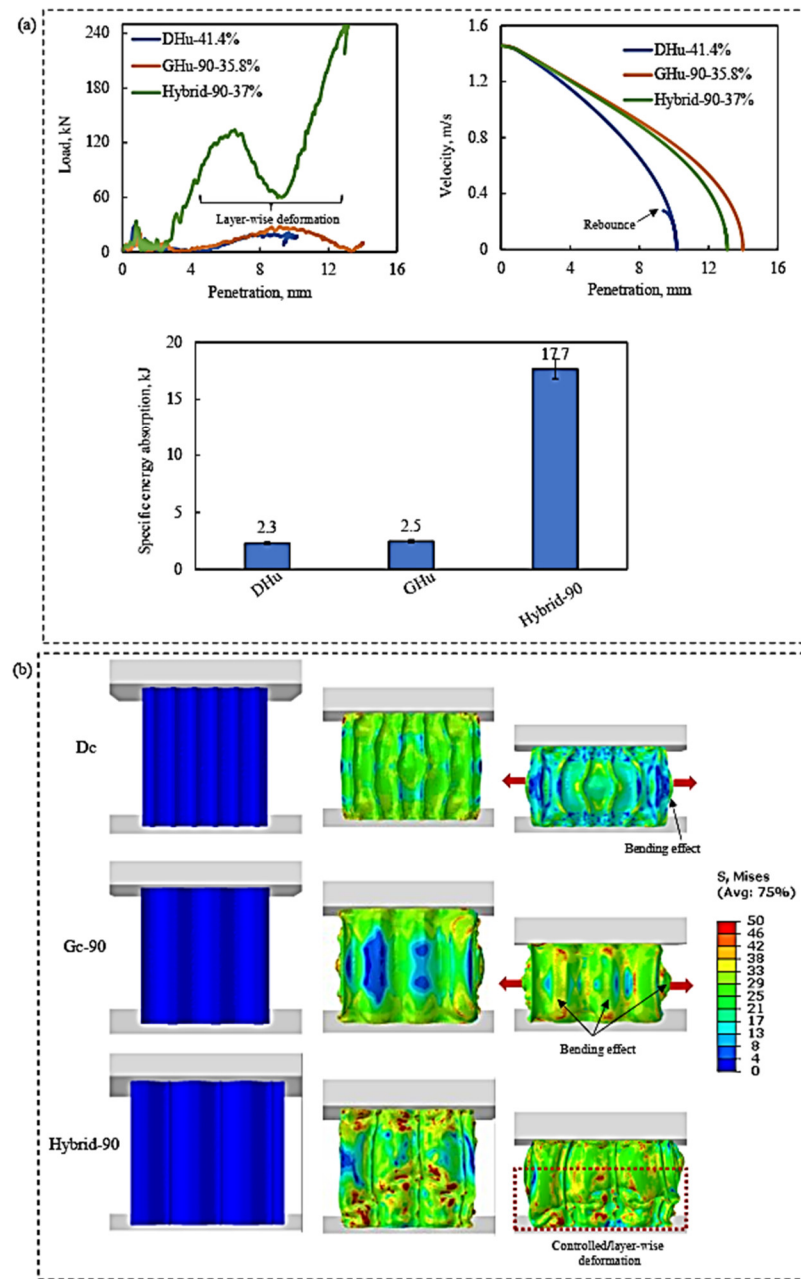 (a)
240
180
120
60
0
Load, kN
DHu-41.4%
GHu-90-35.8%
Hybrid-90-37%
Layer-wise deformation
0 4 8 12 16
Penetration, mm
1.6
1.2
0.8
0.4
0
Velocity, m/s
DHu-41.4%
GHu-90-35.8%
Hybrid-90-37%
Rebounce
0 4 8 12 16
Penetration, mm
20
15
10
5
0
Specific energy absorption, kJ
2.3
2.5
17.7
DHu
GHu
Hybrid-90
(b)
Dc
Bending effect
Gc-90
Bending effect
S, Mises
(Avg: 75%)
50
46
42
38
33
29
25
21
17
13
8
4
0
Hybrid-90
Controlled/layer-wise
deformation